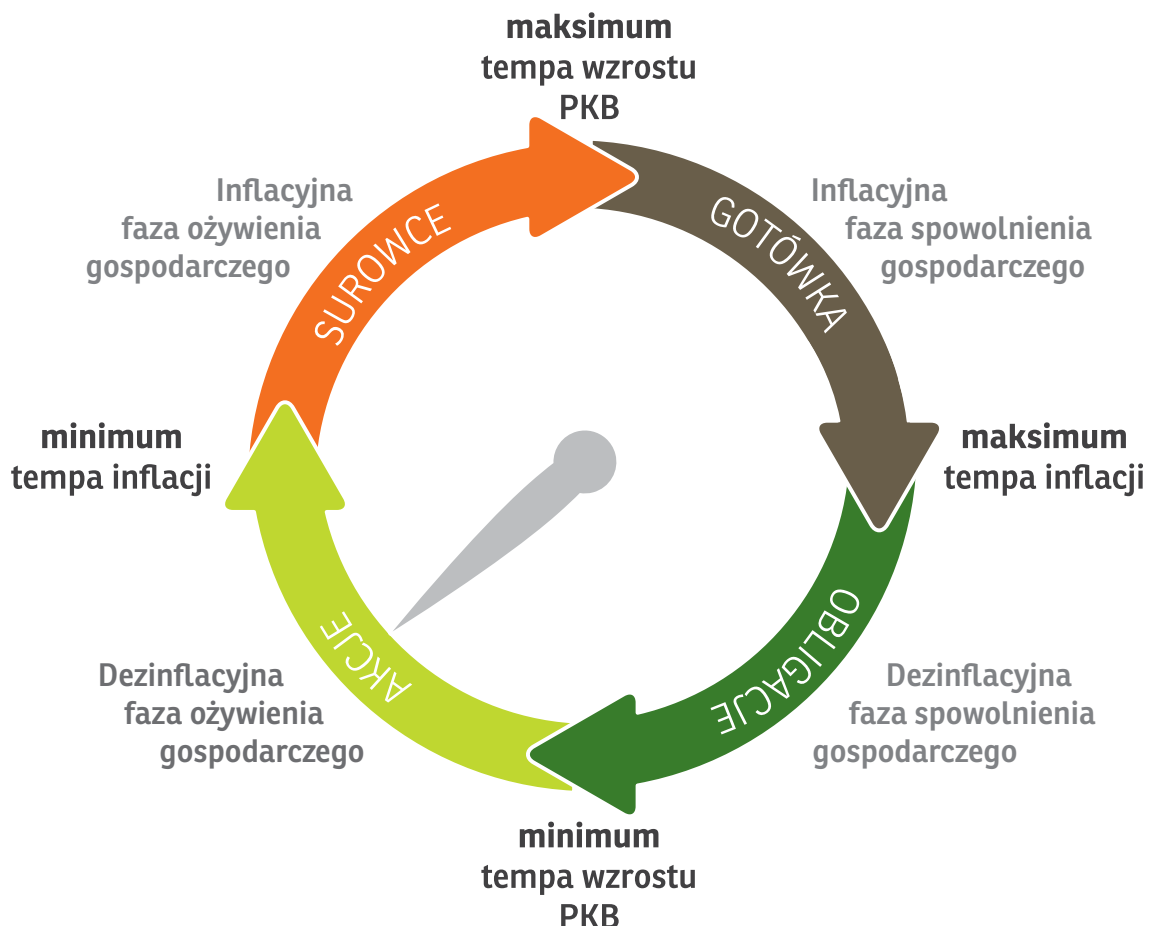 maksimum
tempa wzrostu
PKB
Inflacyjna
faza ożywienia
gospodarczego
SUROWCE
GOTÓWKA
Inflacyjna
faza spowolnienia
gospodarczego
minimum
tempa inflacji
maksimum
tempa inflacji
AKCJE
OBLIGACJE
Dezinflacyjna
faza ożywienia
gospodarczego
Dezinflacyjna
faza spowolnienia
gospodarczego
minimum
tempa wzrostu
PKB